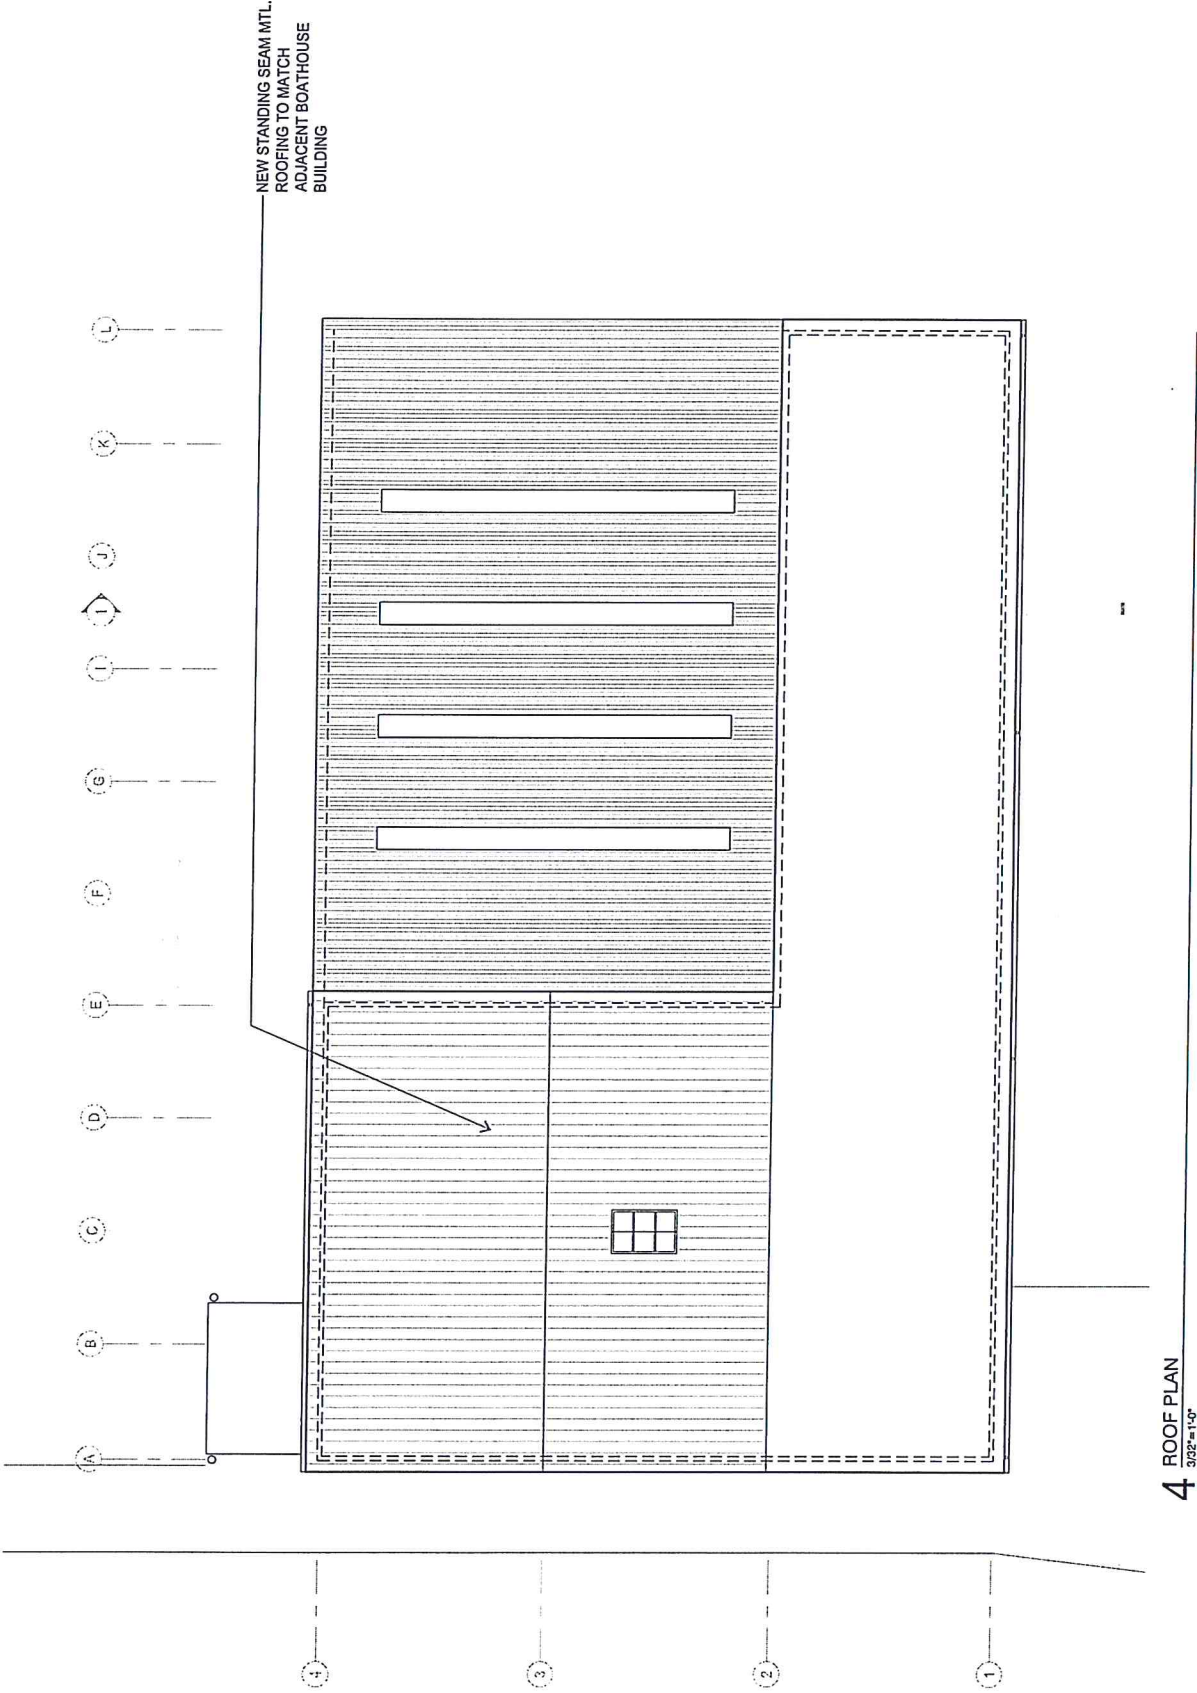 NEW STANDING SEAM MTL.
ROOFING TO MATCH
ADJACENT BOATHOUSE
BUILDING
A
B
C
D
E
F
G
I
1
J
K
L
4
3
2
1
4 ROOF PLAN
3/32"=1'-0"